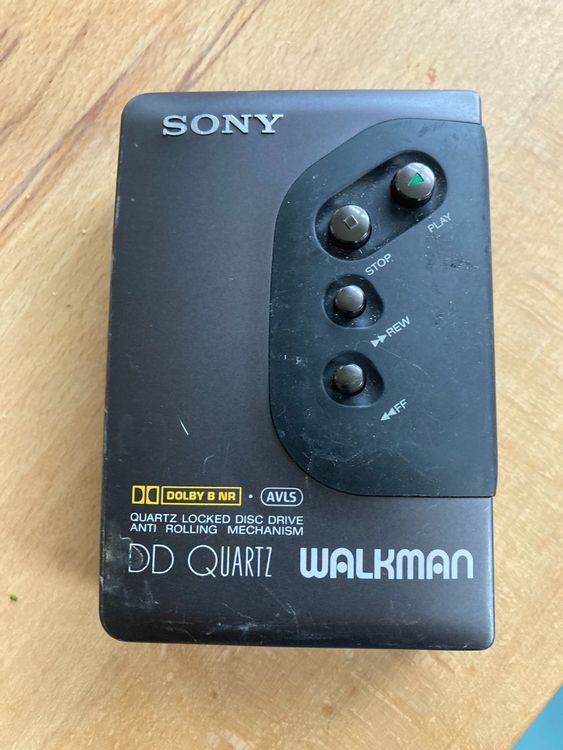 SONY
PLAY
STOP
▶▶REW
◀◀FF
DOLBY B NR · AVLS
QUARTZ LOCKED DISC DRIVE
ANTI ROLLING MECHANISM
DD QUARTZ WALKMAN